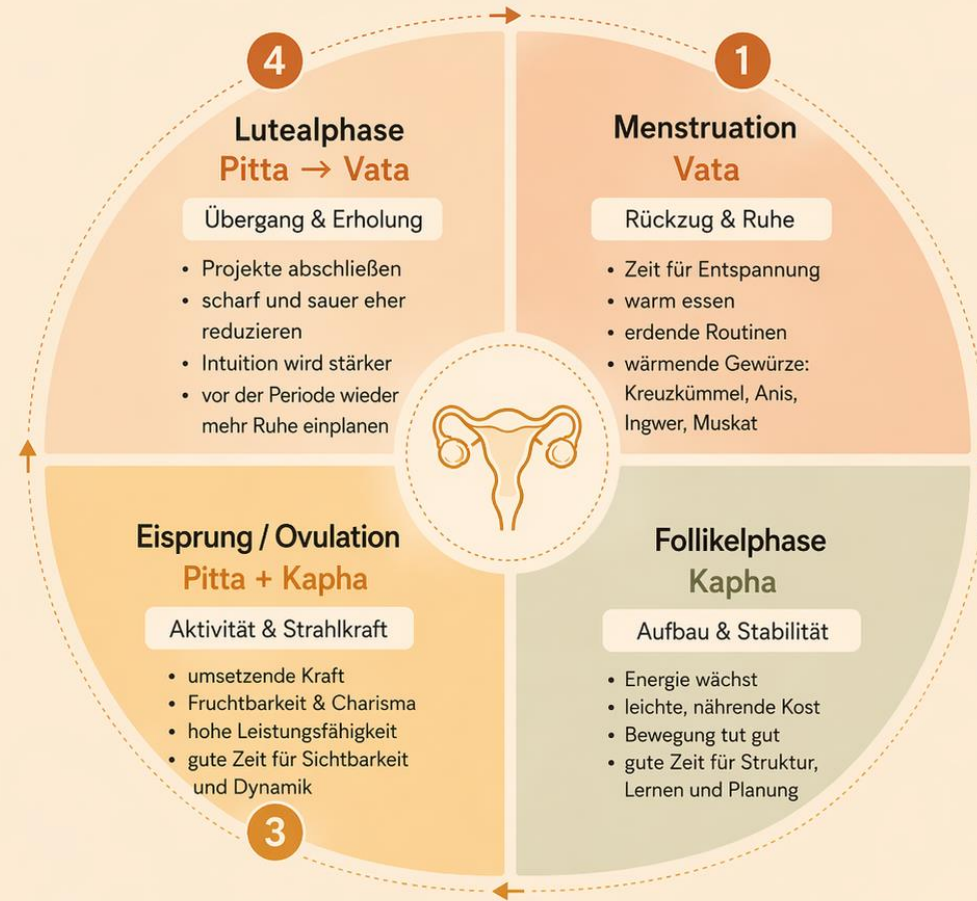 4
Lutealphase
Pitta → Vata
Übergang & Erholung
• Projekte abschließen
• scharf und sauer eher
reduzieren
• Intuition wird stärker
• vor der Periode wieder
mehr Ruhe einplanen
1
Menstruation
Vata
Rückzug & Ruhe
• Zeit für Entspannung
• warm essen
• erdende Routinen
• wärmende Gewürze:
Kreuzkümmel, Anis,
Ingwer, Muskat
Eisprung / Ovulation
Pitta + Kapha
Aktivität & Strahlkraft
• umsetzende Kraft
• Fruchtbarkeit & Charisma
• hohe Leistungsfähigkeit
• gute Zeit für Sichtbarkeit
und Dynamik
3
Follikelphase
Kapha
Aufbau & Stabilität
• Energie wächst
• leichte, nährende Kost
• Bewegung tut gut
• gute Zeit für Struktur,
Lernen und Planung